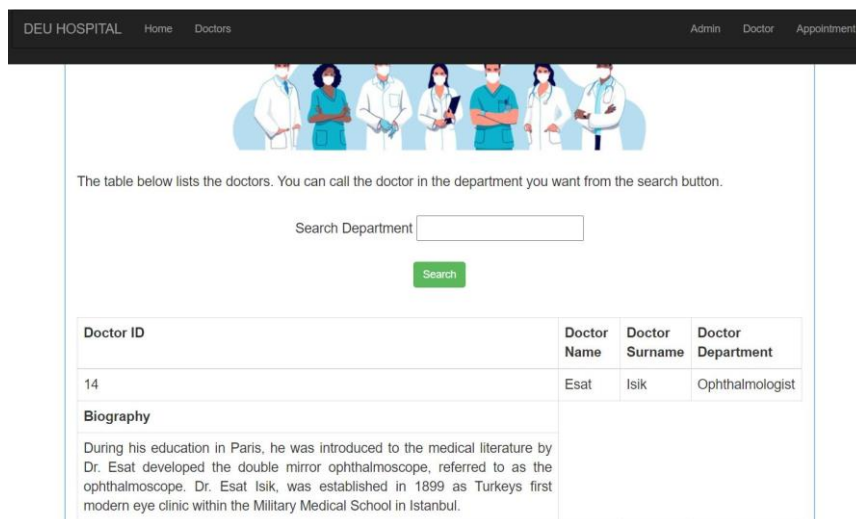 DEU HOSPITAL Home Doctors Admin Doctor Appointment
The table below lists the doctors. You can call the doctor in the department you want from the search button.
Search Department
Search
Doctor ID Doctor Name Doctor Surname Doctor Department
14 Esat Isik Ophthalmologist
Biography
During his education in Paris, he was introduced to the medical literature by
Dr. Esat developed the double mirror ophthalmoscope, referred to as the
ophthalmoscope. Dr. Esat Isik, was established in 1899 as Turkeys first
modern eye clinic within the Military Medical School in Istanbul.